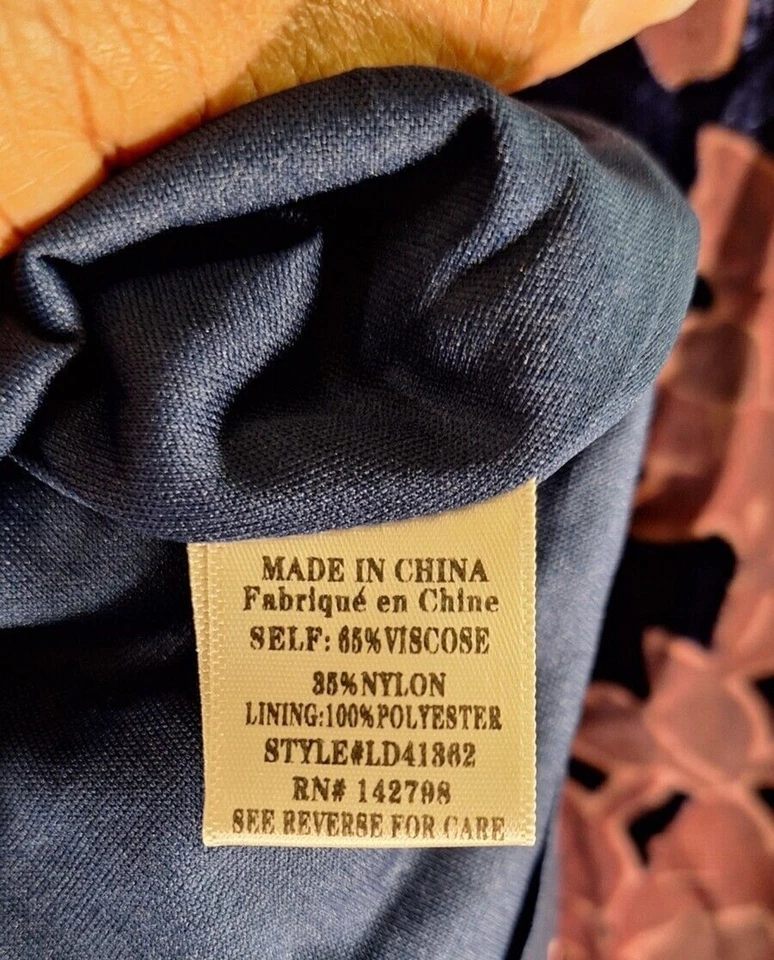 MADE IN CHINA
Fabriqué en Chine
SELF: 65%VISCOSE
35%NYLON
LINING:100%POLYESTER
STYLE#LD41362
RN# 142798
SEE REVERSE FOR CARE